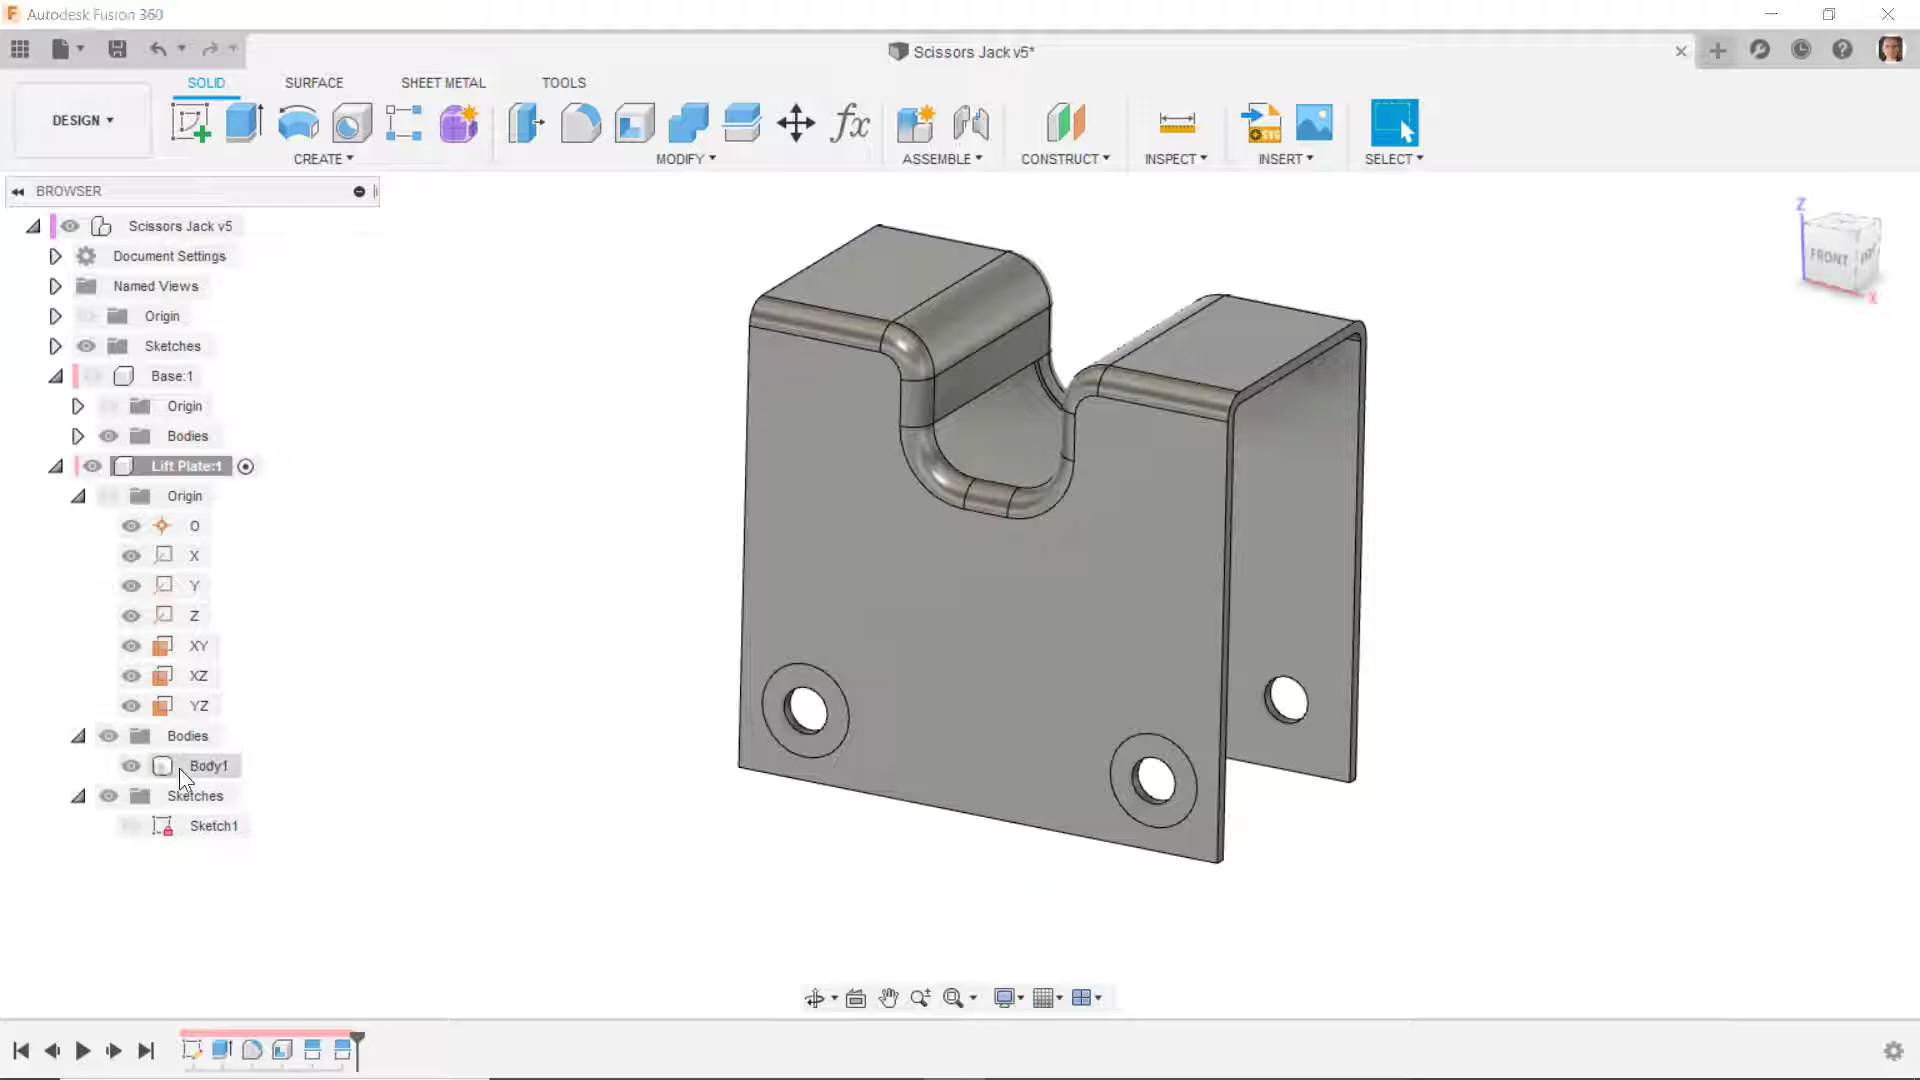 Autodesk Fusion 360
Scissors Jack v5*
SOLID
SURFACE
SHEET METAL
TOOLS
DESIGN
CREATE
MODIFY
fx
ASSEMBLE
CONSTRUCT
INSPECT
INSERT
SVG
SELECT
BROWSER
Scissors Jack v5
Document Settings
Named Views
Origin
Sketches
Base:1
Origin
Bodies
Lift Plate:1
Origin
O
X
Y
Z
XY
XZ
YZ
Bodies
Body1
Sketches
Sketch1
Z
FRONT
X